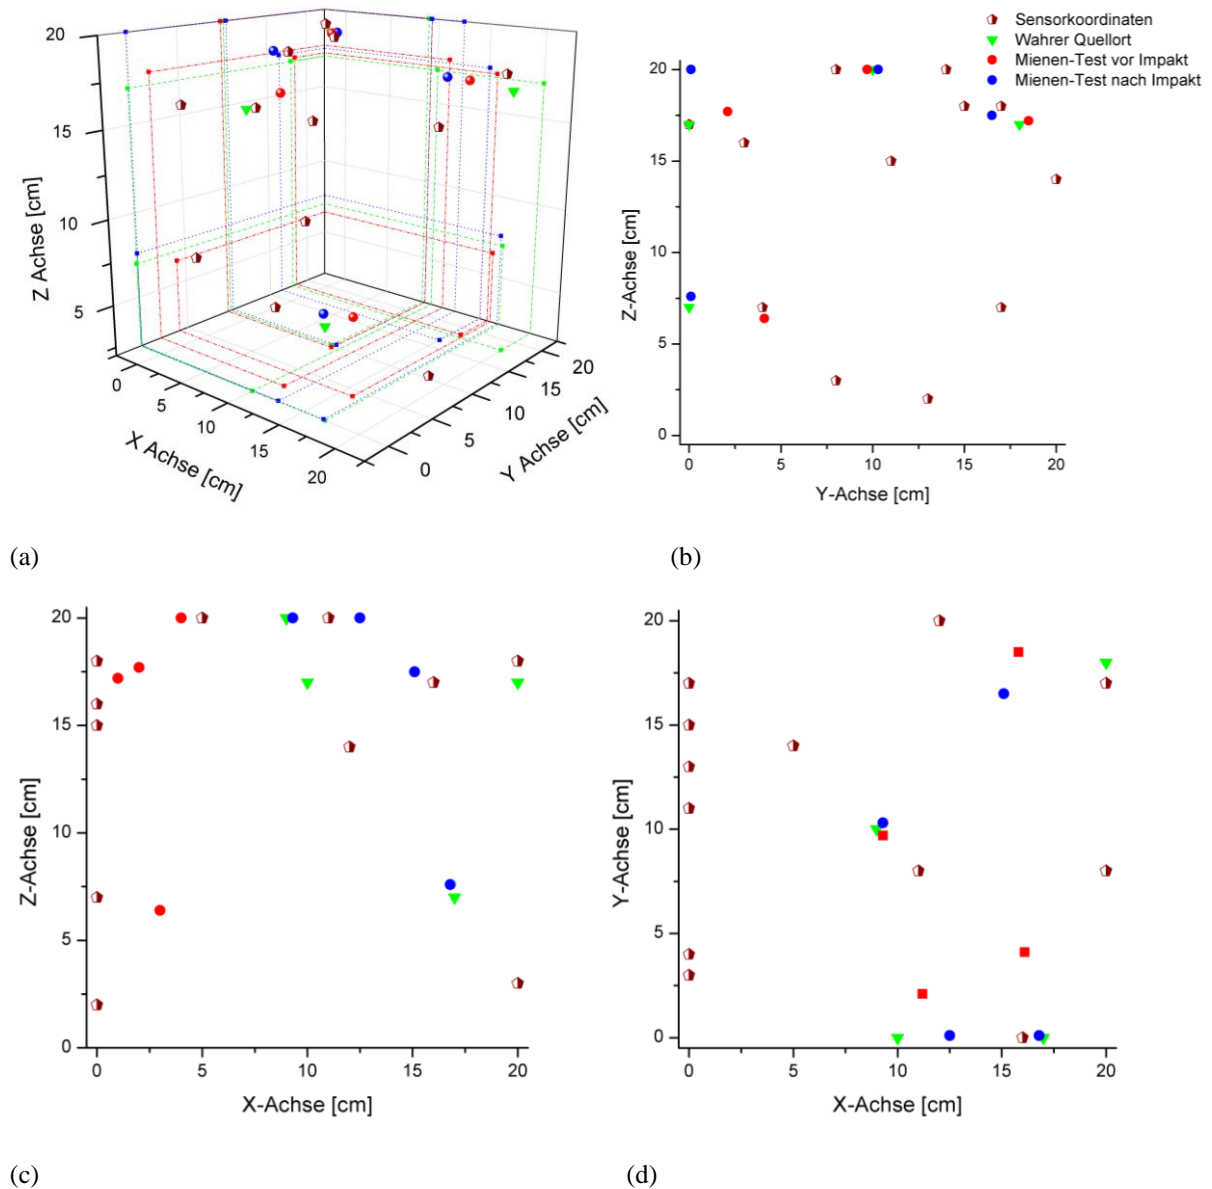 20
15
10
5
Z Achse [cm]
0
5
10
15
20
X Achse [cm]
0
5
10
15
20
Y Achse [cm]
Sensorkoordinaten
Wahrer Quellort
Mienen-Test vor Impakt
Mienen-Test nach Impakt
20
15
10
5
0
Z-Achse [cm]
0 5 10 15 20
Y-Achse [cm]
(a)
(b)
20
15
10
5
0
Z-Achse [cm]
0 5 10 15 20
X-Achse [cm]
20
15
10
5
0
Y-Achse [cm]
0 5 10 15 20
X-Achse [cm]
(c)
(d)